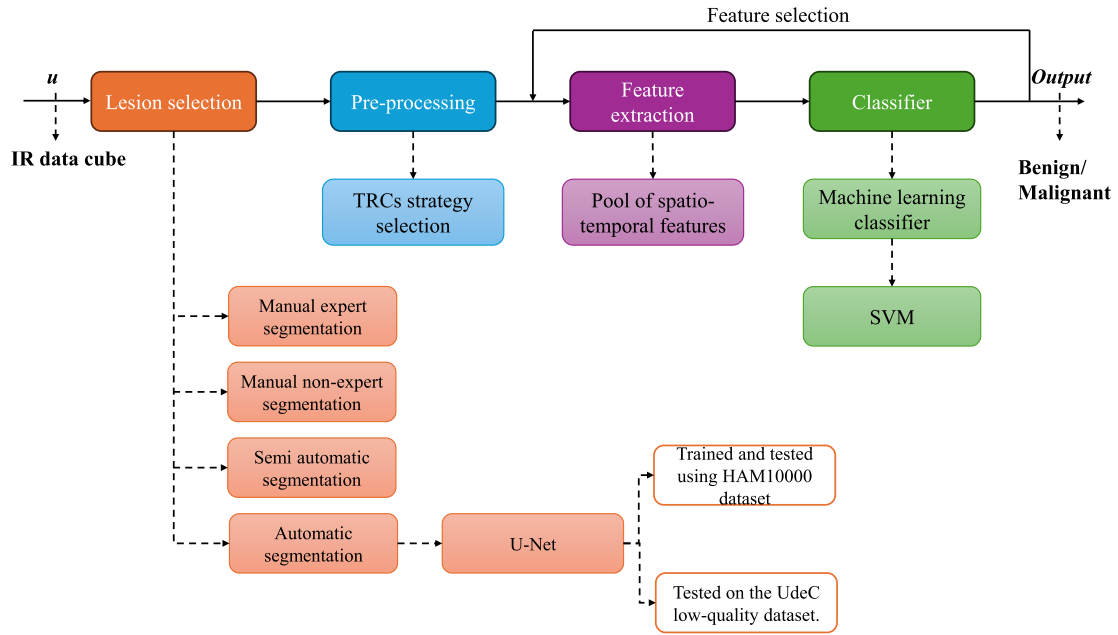 Feature selection
u
Output
Lesion selection
Pre-processing
Feature
extraction
Classifier
IR data cube
Benign/
Malignant
TRCs strategy
selection
Pool of spatio-
temporal features
Machine learning
classifier
SVM
Manual expert
segmentation
Manual non-expert
segmentation
Semi automatic
segmentation
Automatic
segmentation
U-Net
Trained and tested
using HAM10000
dataset
Tested on the UdeC
low-quality dataset.